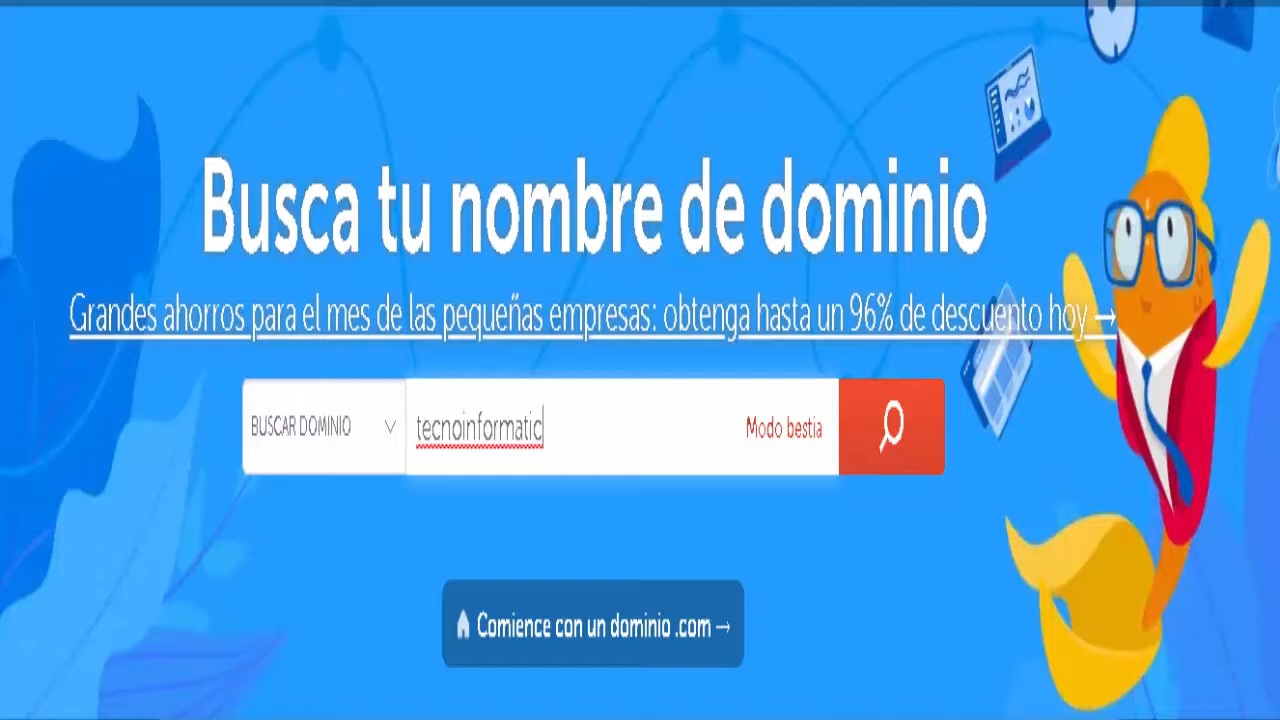 Busca tu nombre de dominio
Grandes ahorros para el mes de las pequeñas empresas: obtenga hasta un 96% de descuento hoy →
BUSCAR DOMINIO
tecnoinformatic
Modo bestia
Comience con un dominio .com →